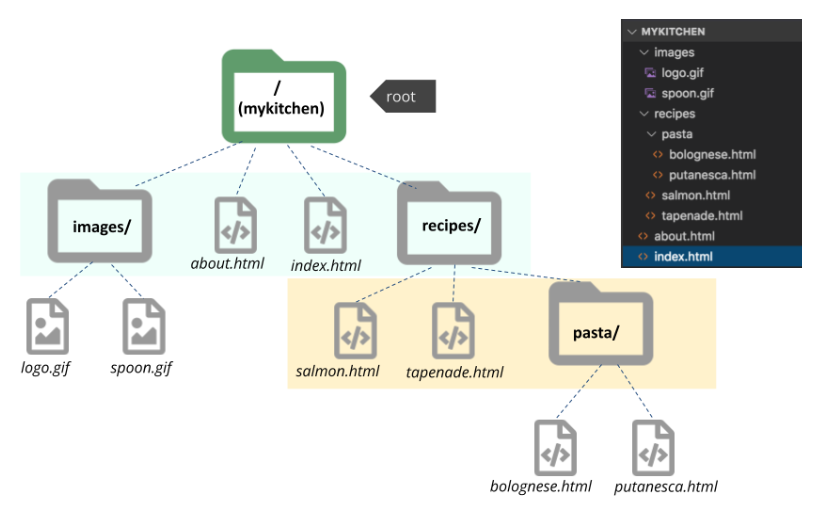 /
(mykitchen)
root
images/
about.html
index.html
recipes/
logo.gif
spoon.gif
salmon.html
tapenade.html
pasta/
bolognese.html
putanesca.html
MYKITCHEN
images
logo.gif
spoon.gif
recipes
pasta
bolognese.html
putanesca.html
salmon.html
tapenade.html
about.html
index.html